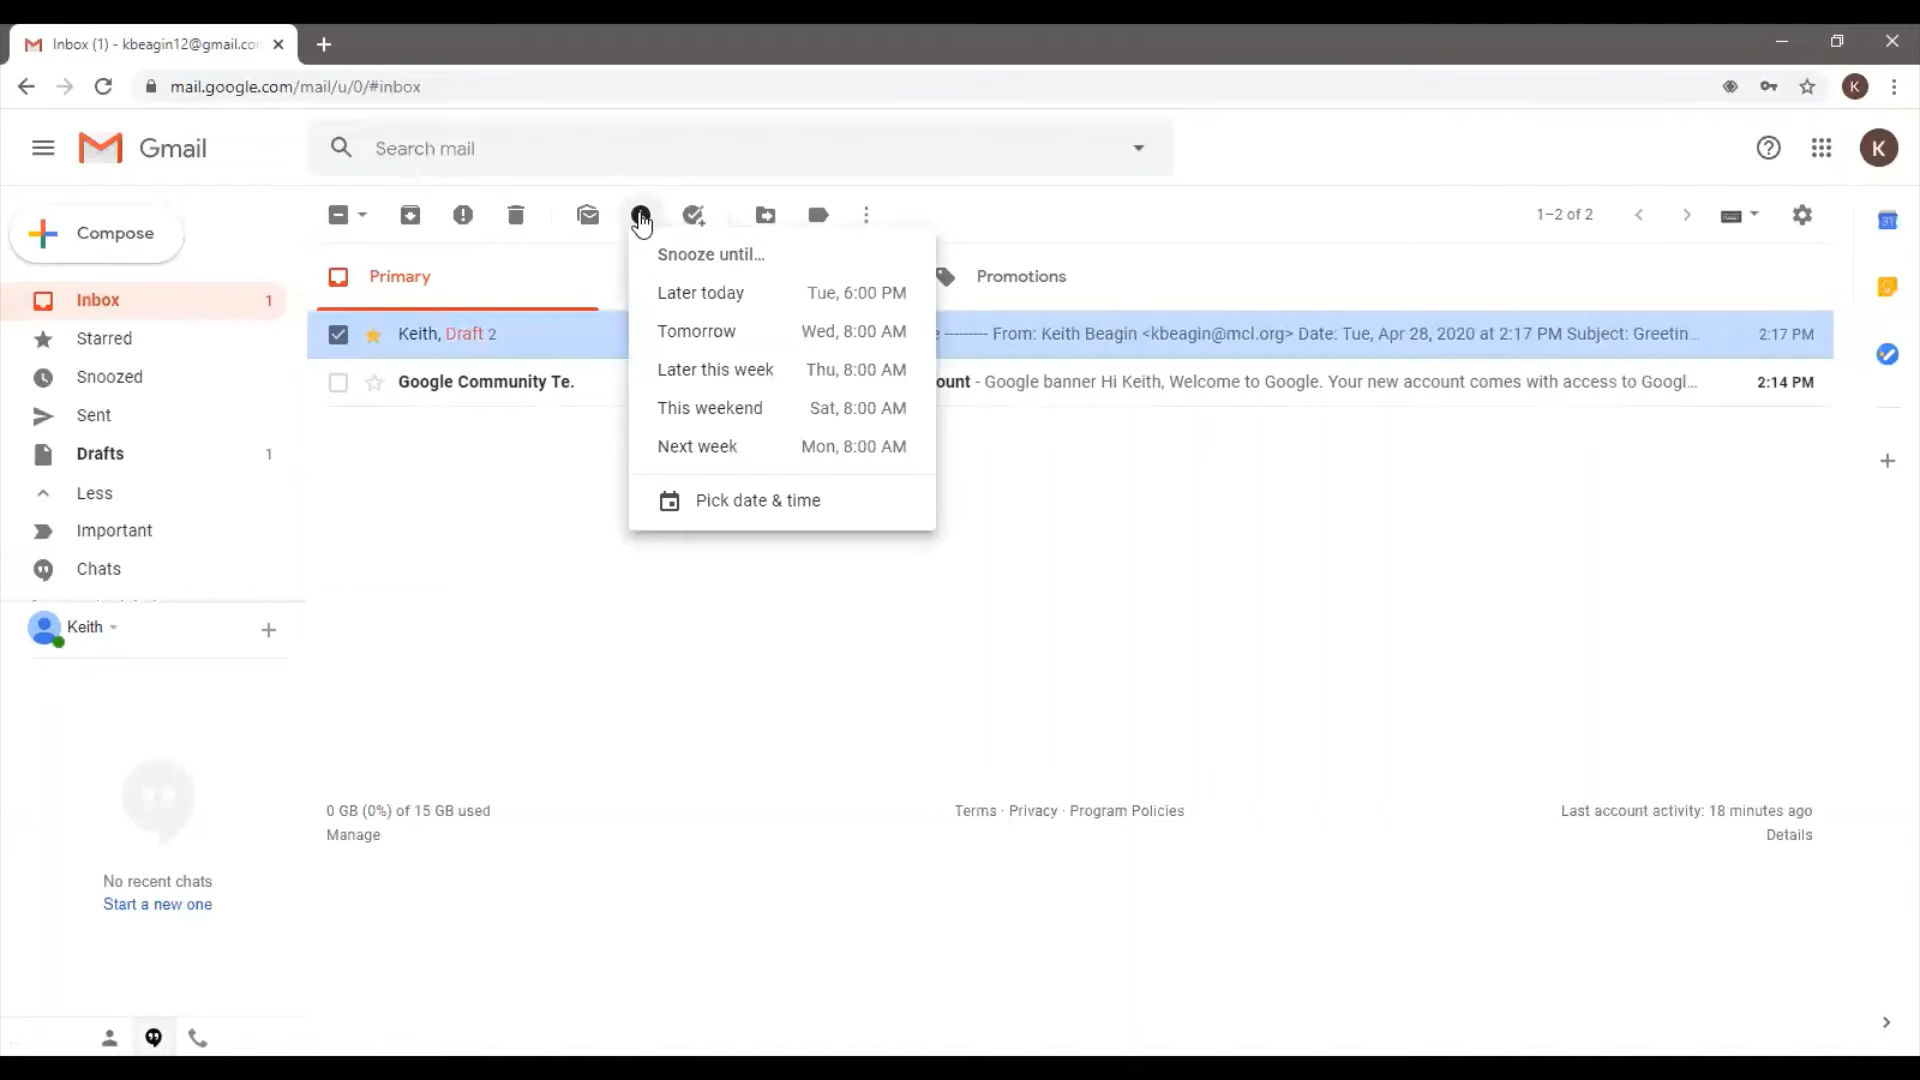 Inbox (1) - kbeagin12@gmail.co
mail.google.com/mail/u/0/#inbox
K
Gmail
Search mail
K
Compose
1–2 of 2
31
Snooze until...
Later today Tue, 6:00 PM
Tomorrow Wed, 8:00 AM
Later this week Thu, 8:00 AM
This weekend Sat, 8:00 AM
Next week Mon, 8:00 AM
Pick date & time
Primary
Promotions
Inbox 1
Starred
Snoozed
Sent
Drafts 1
Less
Important
Chats
Keith, Draft 2
From: Keith Beagin <kbeagin@mcl.org> Date: Tue, Apr 28, 2020 at 2:17 PM Subject: Greetin...
2:17 PM
Google Community Te.
ount - Google banner Hi Keith, Welcome to Google. Your new account comes with access to Googl...
2:14 PM
Keith
No recent chats
Start a new one
0 GB (0%) of 15 GB used
Manage
Terms · Privacy · Program Policies
Last account activity: 18 minutes ago
Details